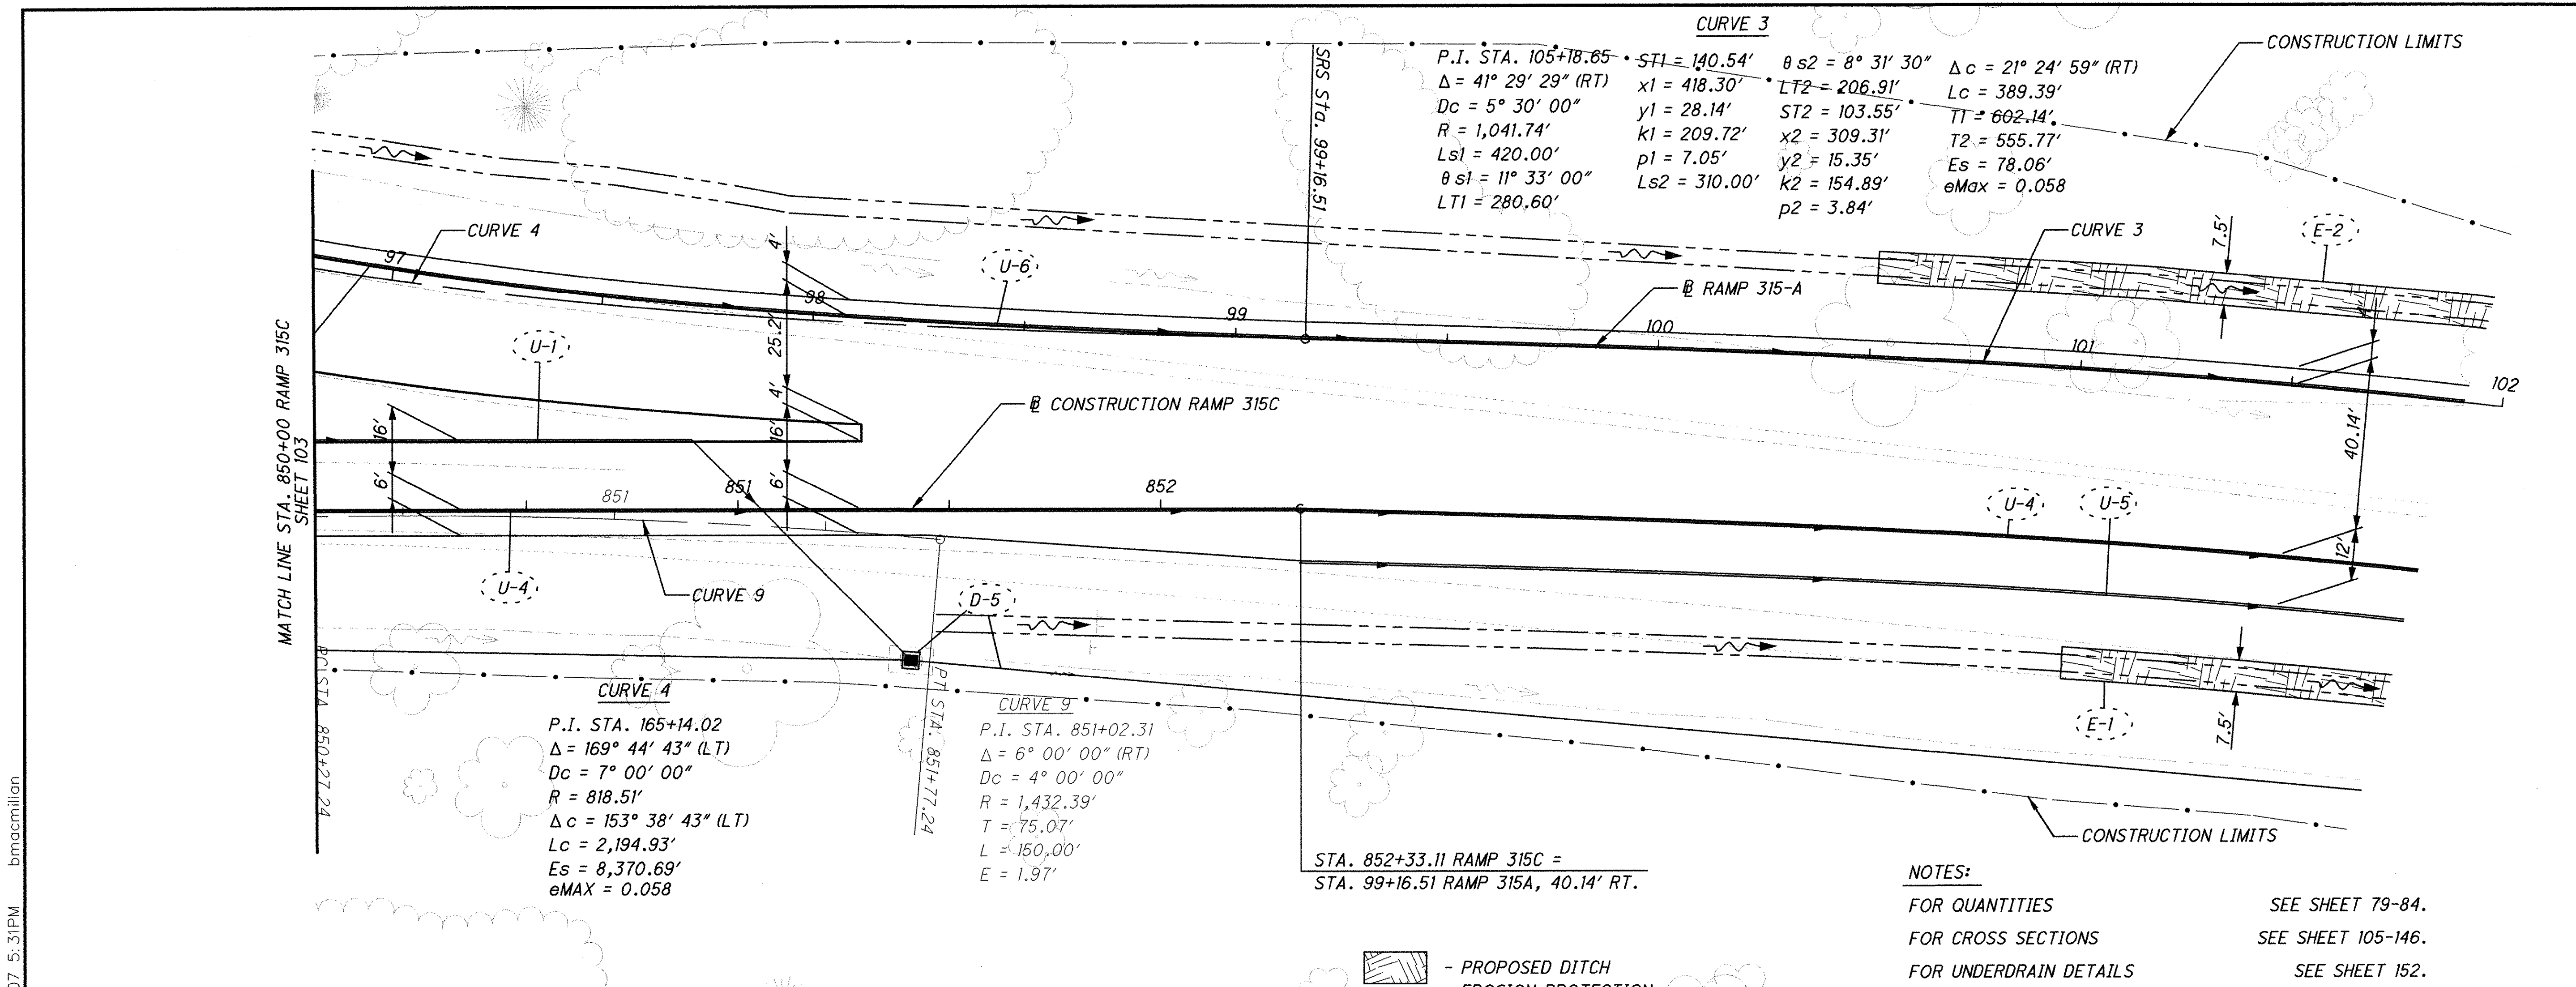 CURVE 3
P.I. STA. 105+18.65
Δ = 41° 29' 29" (RT)
Dc = 5° 30' 00"
R = 1,041.74'
Ls1 = 420.00'
θ s1 = 11° 33' 00"
LT1 = 280.60'
ST1 = 140.54'
x1 = 418.30'
y1 = 28.14'
k1 = 209.72'
p1 = 7.05'
Ls2 = 310.00'
θ s2 = 8° 31' 30"
LT2 = 206.91'
ST2 = 103.55'
x2 = 309.31'
y2 = 15.35'
k2 = 154.89'
p2 = 3.84'
Δ c = 21° 24' 59" (RT)
Lc = 389.39'
T1 = 602.14'
T2 = 555.77'
Es = 78.06'
eMax = 0.058
CONSTRUCTION LIMITS
SRS Sta. 99+16.51
CURVE 4
97
98
99
100
101
102
4'
25.2'
4'
16'
6'
U-6
U-1
16'
6'
℄ RAMP 315-A
CURVE 3
7.5'
E-2
40.14'
12'
MATCH LINE STA. 850+00 RAMP 315C
SHEET 103
℄ CONSTRUCTION RAMP 315C
851
851
852
U-4
U-5
U-4
CURVE 9
D-5
E-1
7.5'
PC STA. 850+27.24
PT STA. 851+77.24
CURVE 4
P.I. STA. 165+14.02
Δ = 169° 44' 43" (LT)
Dc = 7° 00' 00"
R = 818.51'
Δ c = 153° 38' 43" (LT)
Lc = 2,194.93'
Es = 8,370.69'
eMAX = 0.058
CURVE 9
P.I. STA. 851+02.31
Δ = 6° 00' 00" (RT)
Dc = 4° 00' 00"
R = 1,432.39'
T = 75.07'
L = 150.00'
E = 1.97'
STA. 852+33.11 RAMP 315C =
STA. 99+16.51 RAMP 315A, 40.14' RT.
CONSTRUCTION LIMITS
NOTES:
FOR QUANTITIES SEE SHEET 79-84.
FOR CROSS SECTIONS SEE SHEET 105-146.
FOR UNDERDRAIN DETAILS SEE SHEET 152.
- PROPOSED DITCH
EROSION PROTECTION
07 5:31PM bmacmillan